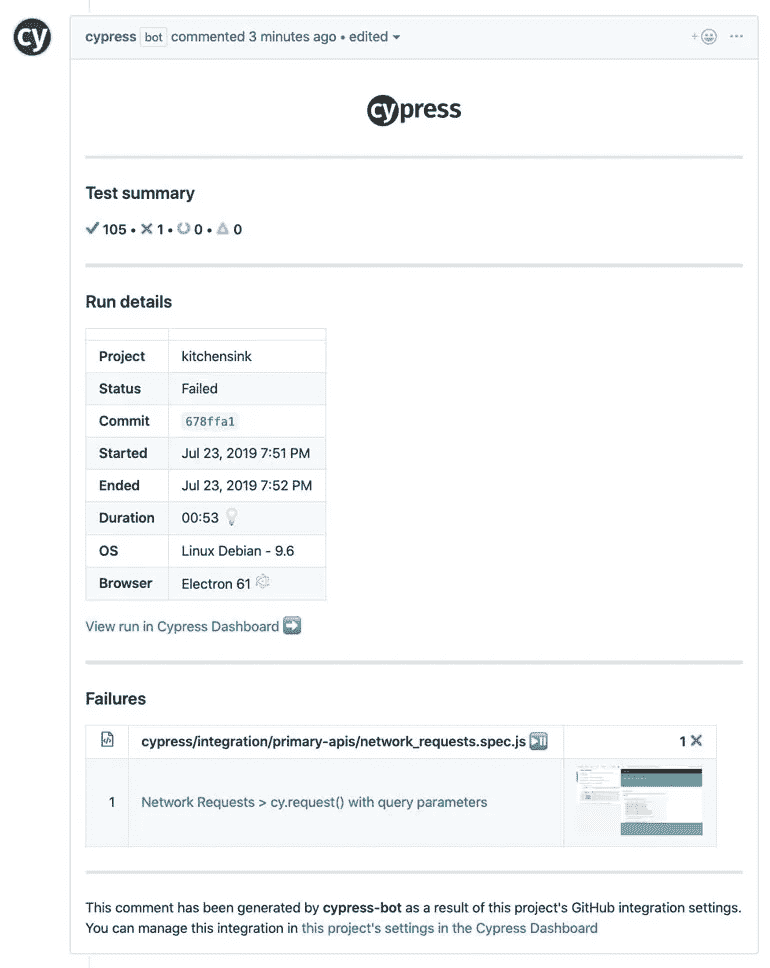 cy
cypress bot commented 3 minutes ago • edited
cypress
Test summary
105 • 1 • 0 • 0
Run details
Project kitchensink
Status Failed
Commit 678ffa1
Started Jul 23, 2019 7:51 PM
Ended Jul 23, 2019 7:52 PM
Duration 00:53
OS Linux Debian - 9.6
Browser Electron 61
View run in Cypress Dashboard
Failures
cypress/integration/primary-apis/network_requests.spec.js 1
1 Network Requests > cy.request() with query parameters
This comment has been generated by cypress-bot as a result of this project's GitHub integration settings.
You can manage this integration in this project's settings in the Cypress Dashboard